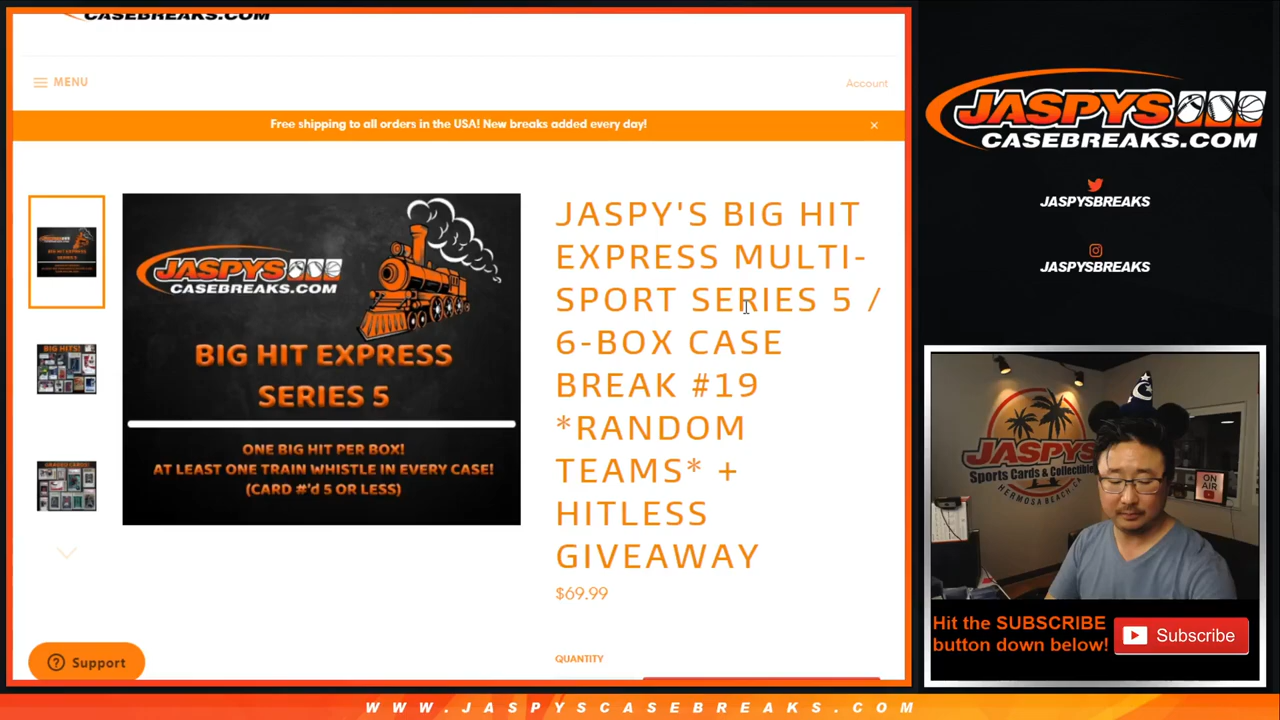 CASEBREAKS.COM
MENU
Account
Free shipping to all orders in the USA! New breaks added every day!
×
JASPYS
CASEBREAKS.COM
BIG HIT EXPRESS
SERIES 5
ONE BIG HIT PER BOX!
AT LEAST ONE TRAIN WHISTLE IN EVERY CASE!
(CARD #'d 5 OR LESS)
JASPY'S BIG HIT
EXPRESS MULTI-
SPORT SERIES 5 /
6-BOX CASE
BREAK #19
*RANDOM
TEAMS* +
HITLESS
GIVEAWAY
$69.99
QUANTITY
Support
JASPYS
CASEBREAKS.COM
JASPYSBREAKS
JASPYSBREAKS
JASPYS
Sports Cards & Collectibles
HERMOSA BEACH, CA
ON
AIR
Hit the SUBSCRIBE
button down below!
Subscribe
WWW.JASPYSCASEBREAKS.COM